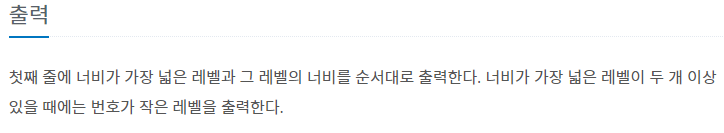 출력
첫째 줄에 너비가 가장 넓은 레벨과 그 레벨의 너비를 순서대로 출력한다. 너비가 가장 넓은 레벨이 두 개 이상
있을 때에는 번호가 작은 레벨을 출력한다.